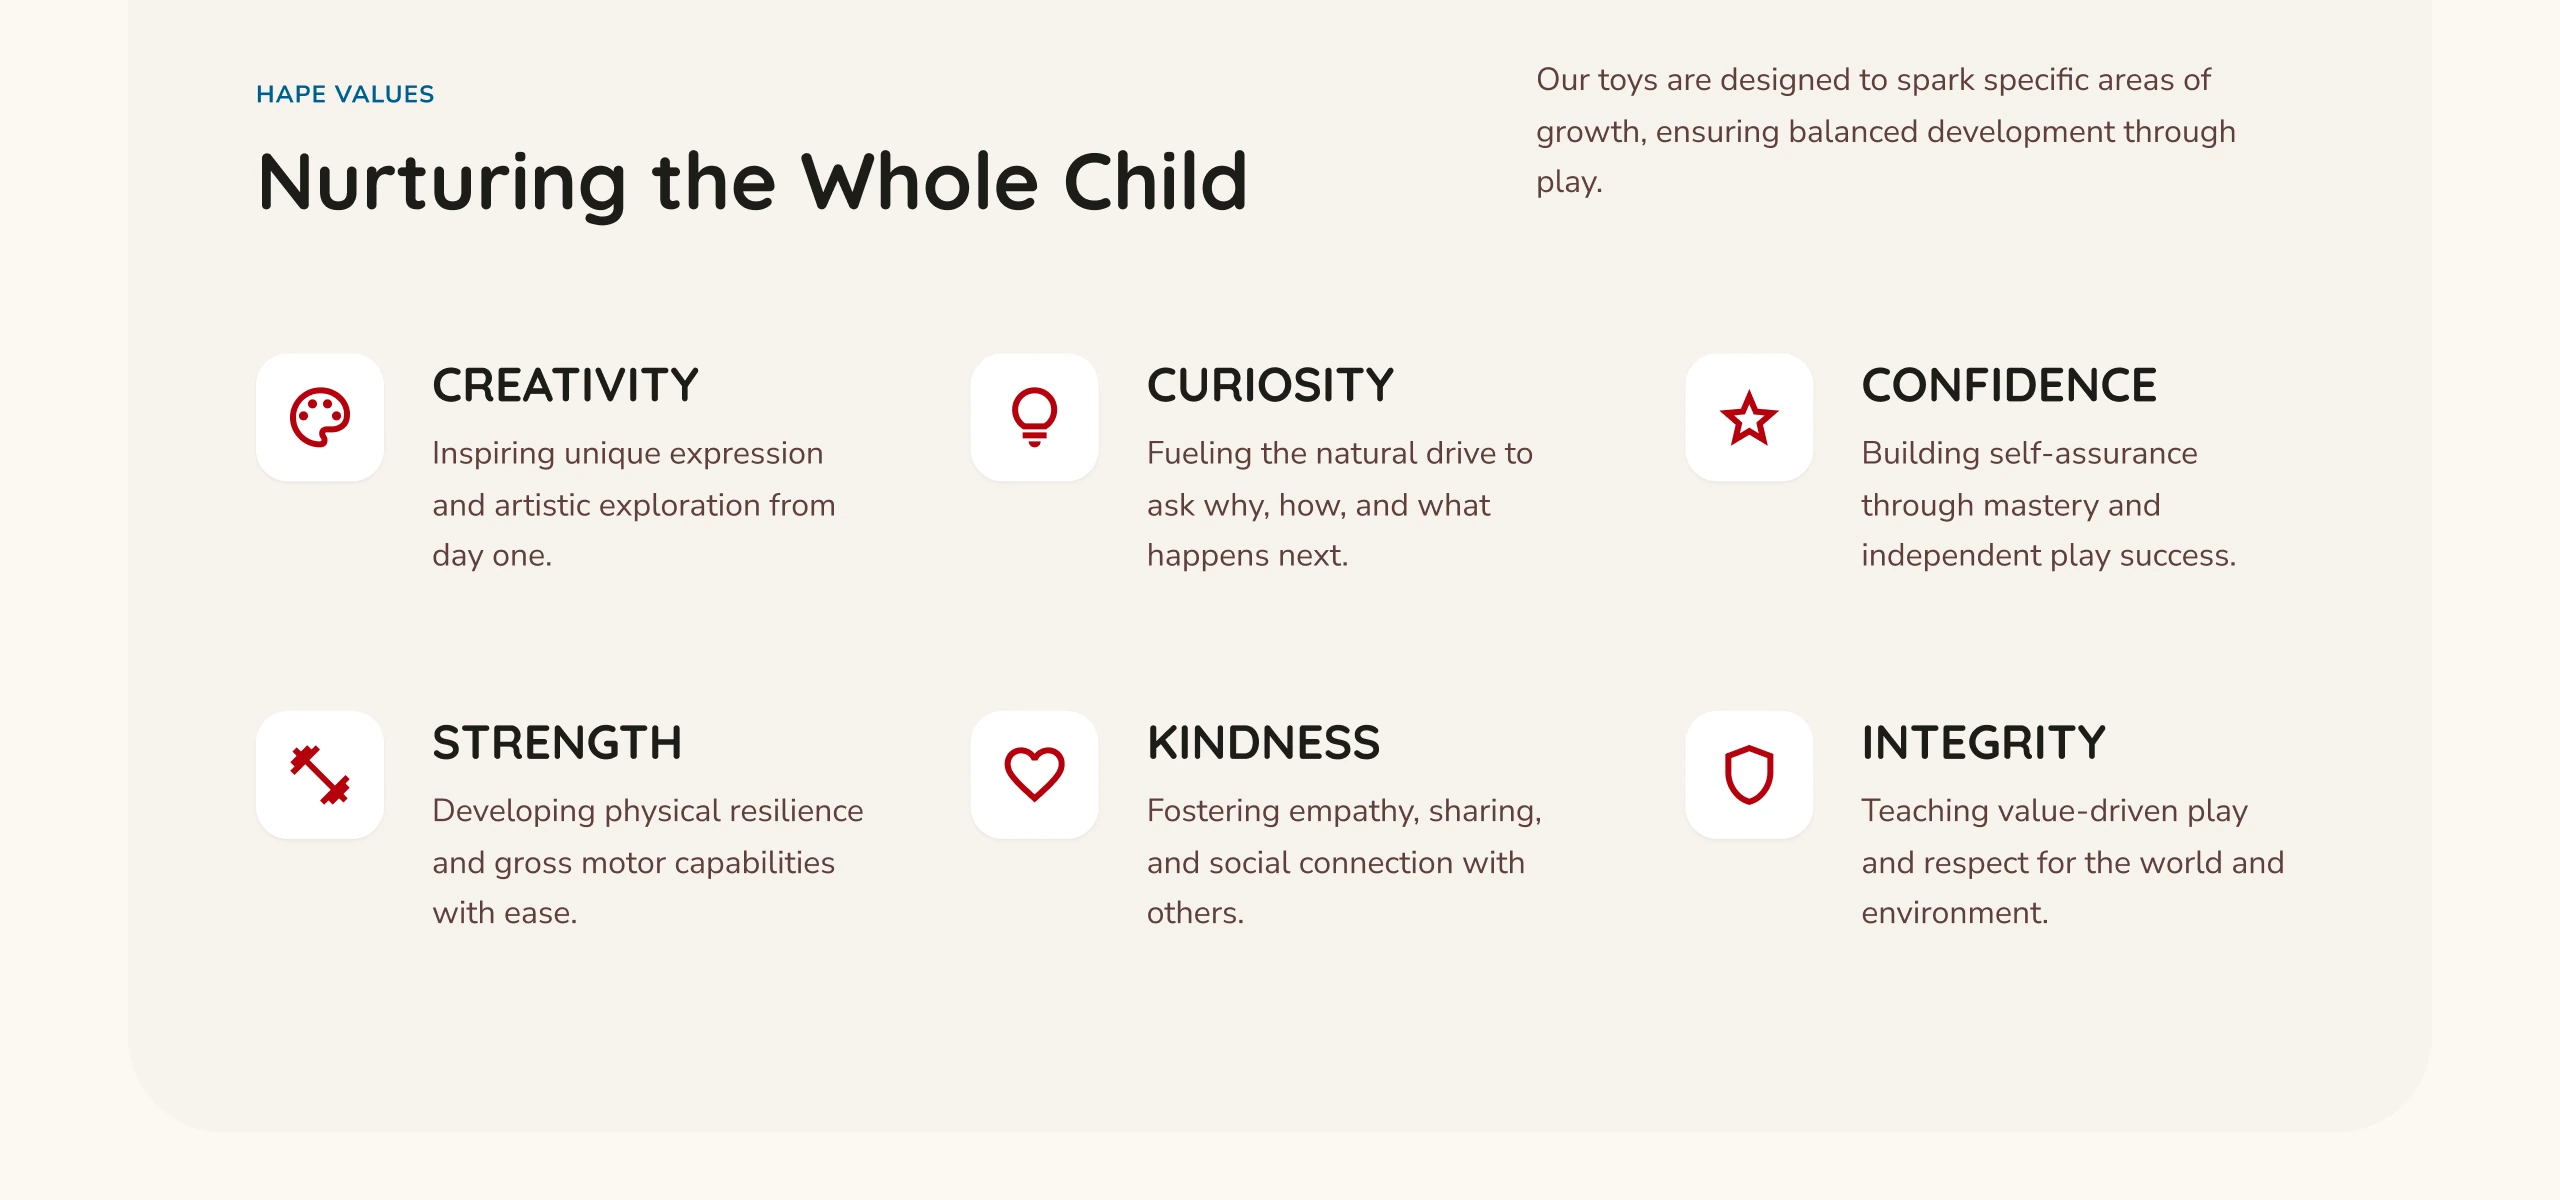 HAPE VALUES
Nurturing the Whole Child
Our toys are designed to spark specific areas of
growth, ensuring balanced development through
play.
CREATIVITY
Inspiring unique expression
and artistic exploration from
day one.
CURIOSITY
Fueling the natural drive to
ask why, how, and what
happens next.
CONFIDENCE
Building self-assurance
through mastery and
independent play success.
STRENGTH
Developing physical resilience
and gross motor capabilities
with ease.
KINDNESS
Fostering empathy, sharing,
and social connection with
others.
INTEGRITY
Teaching value-driven play
and respect for the world and
environment.